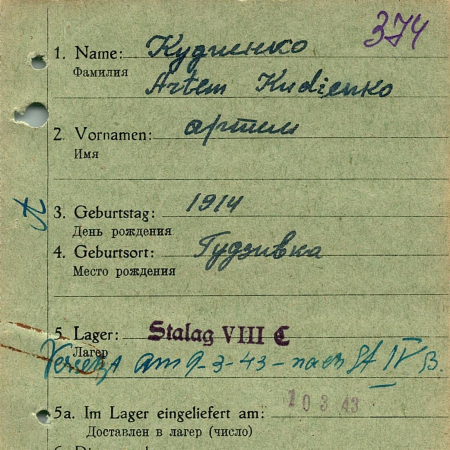 374
1. Name: Кудиенко
Фамилия
Artem Kudienko
2. Vornamen: артим
Имя
3. Geburtstag: 1914
День рождения
4. Geburtsort: Гудзивка
Место рождения
5. Lager: Stalag VIII C
Лагер
Versetzt am 9-3-43- nach St IV B.
5a. Im Lager eingeliefert am: 10 3 43
Доставлен в лагер (число)